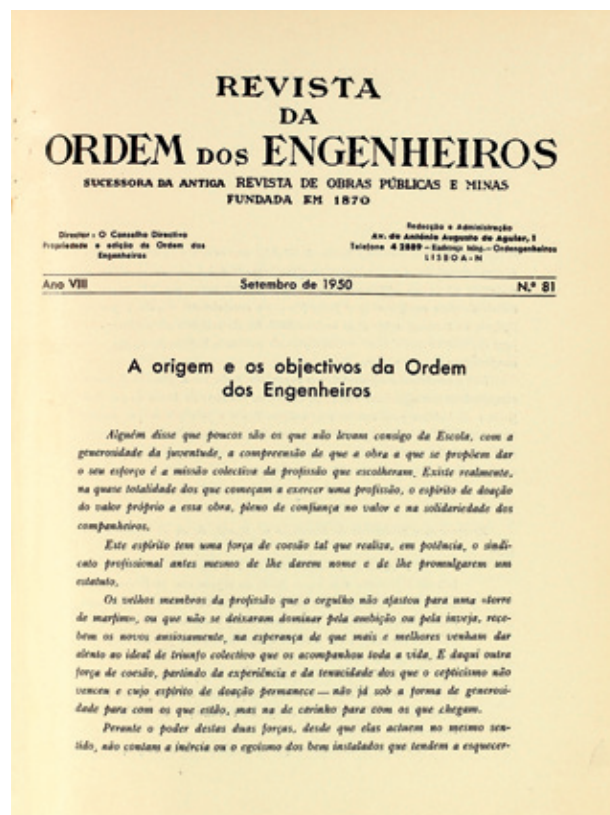 REVISTA
DA
ORDEM DOS ENGENHEIROS
SUCESSORA DA ANTIGA REVISTA DE OBRAS PÚBLICAS E MINAS
FUNDADA EM 1870
Director: O Conselho Directivo
Propriedade e edição da Ordem dos
Engenheiros
Redacção e Administração
Av. de António Augusto de Aguiar, 3
Telefone 4 2889 - Endereço teleg. - Ordengenheiros
LISBOA-N
Ano VIII Setembro de 1950 N.º 81
A origem e os objectivos da Ordem
dos Engenheiros
Alguém disse que poucos são os que não levam consigo da Escola, com a
generosidade da juventude, a compreensão de que a obra a que se propõem dar
o seu esforço é a missão colectiva da profissão que escolheram. Existe realmente,
na quase totalidade dos que começam a exercer uma profissão, o espírito de doação
do valor próprio a essa obra, pleno de confiança no valor e na solidariedade dos
companheiros.
Este espírito tem uma força de coesão tal que realiza, em potência, o sindi-
cato profissional antes mesmo de lhe darem nome e de lhe promulgarem um
estatuto.
Os velhos membros da profissão que o orgulho não afastou para uma «torre
de marfim», ou que não se deixaram dominar pela ambição ou pela inveja, rece-
bem os novos ansiosamente, na esperança de que mais e melhores venham dar
alento ao ideal de triunfo colectivo que os acompanhou toda a vida. E daqui outra
força de coesão, partindo da experiência e da tenacidade dos que o cepticismo não
venceu e cujo espírito de doação permanece — não já sob a forma de generosi-
dade para com os que estão, mas na de carinho para com os que chegam.
Perante o poder destas duas forças, desde que elas actuem no mesmo sen-
tido, não contam a inércia ou o egoísmo dos bem instalados que tendem a esquecer-